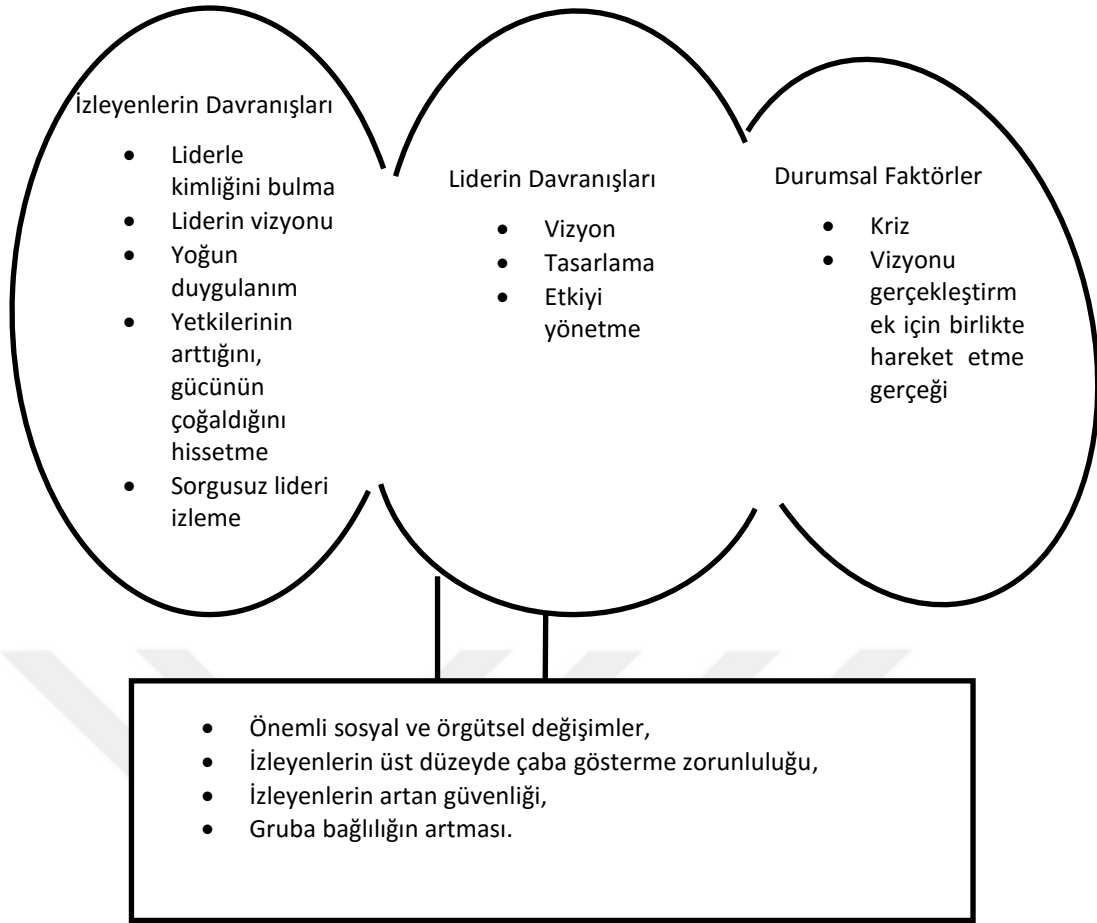 İzleyenlerin Davranışları
• Liderle
kimliğini bulma
• Liderin vizyonu
• Yoğun
duygulanım
• Yetkilerinin
arttığını,
gücünün
çoğaldığını
hissetme
• Sorgusuz lideri
izleme
Liderin Davranışları
• Vizyon
• Tasarlama
• Etkiyi
yönetme
Durumsal Faktörler
• Kriz
• Vizyonu
gerçekleştirm
ek için birlikte
hareket etme
gerçeği
• Önemli sosyal ve örgütsel değişimler,
• İzleyenlerin üst düzeyde çaba gösterme zorunluluğu,
• İzleyenlerin artan güvenliği,
• Gruba bağlılığın artması.